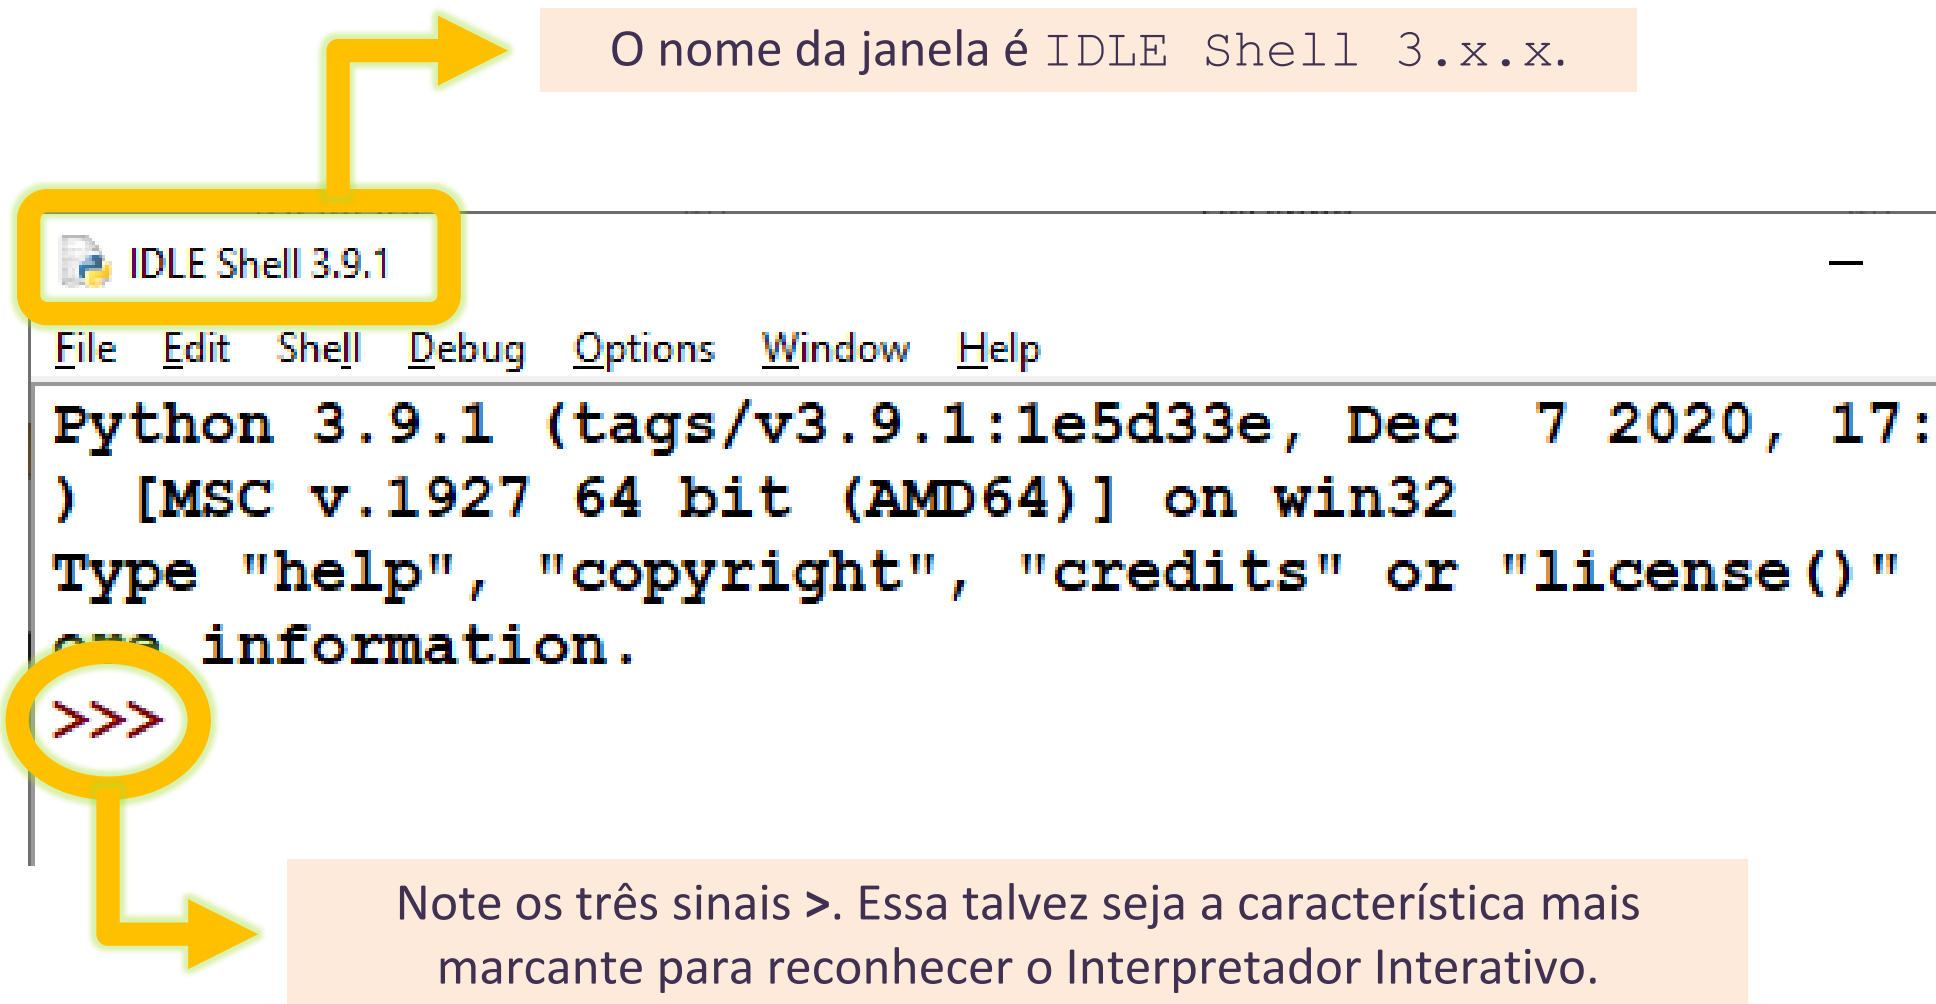 O nome da janela é IDLE Shell 3.x.x.
IDLE Shell 3.9.1
File Edit Shell Debug Options Window Help
Python 3.9.1 (tags/v3.9.1:1e5d33e, Dec  7 2020, 17:
) [MSC v.1927 64 bit (AMD64)] on win32
Type "help", "copyright", "credits" or "license()"
information.
>>>
Note os três sinais >. Essa talvez seja a característica mais
marcante para reconhecer o Interpretador Interativo.